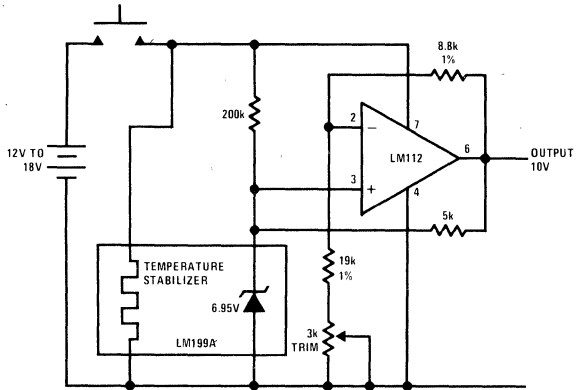 8.8k
1%
200k
2
7
12V TO
18V
LM112
6
OUTPUT
10V
3
4
5k
TEMPERATURE
STABILIZER
19k
1%
6.95V
3k
TRIM
LM199A